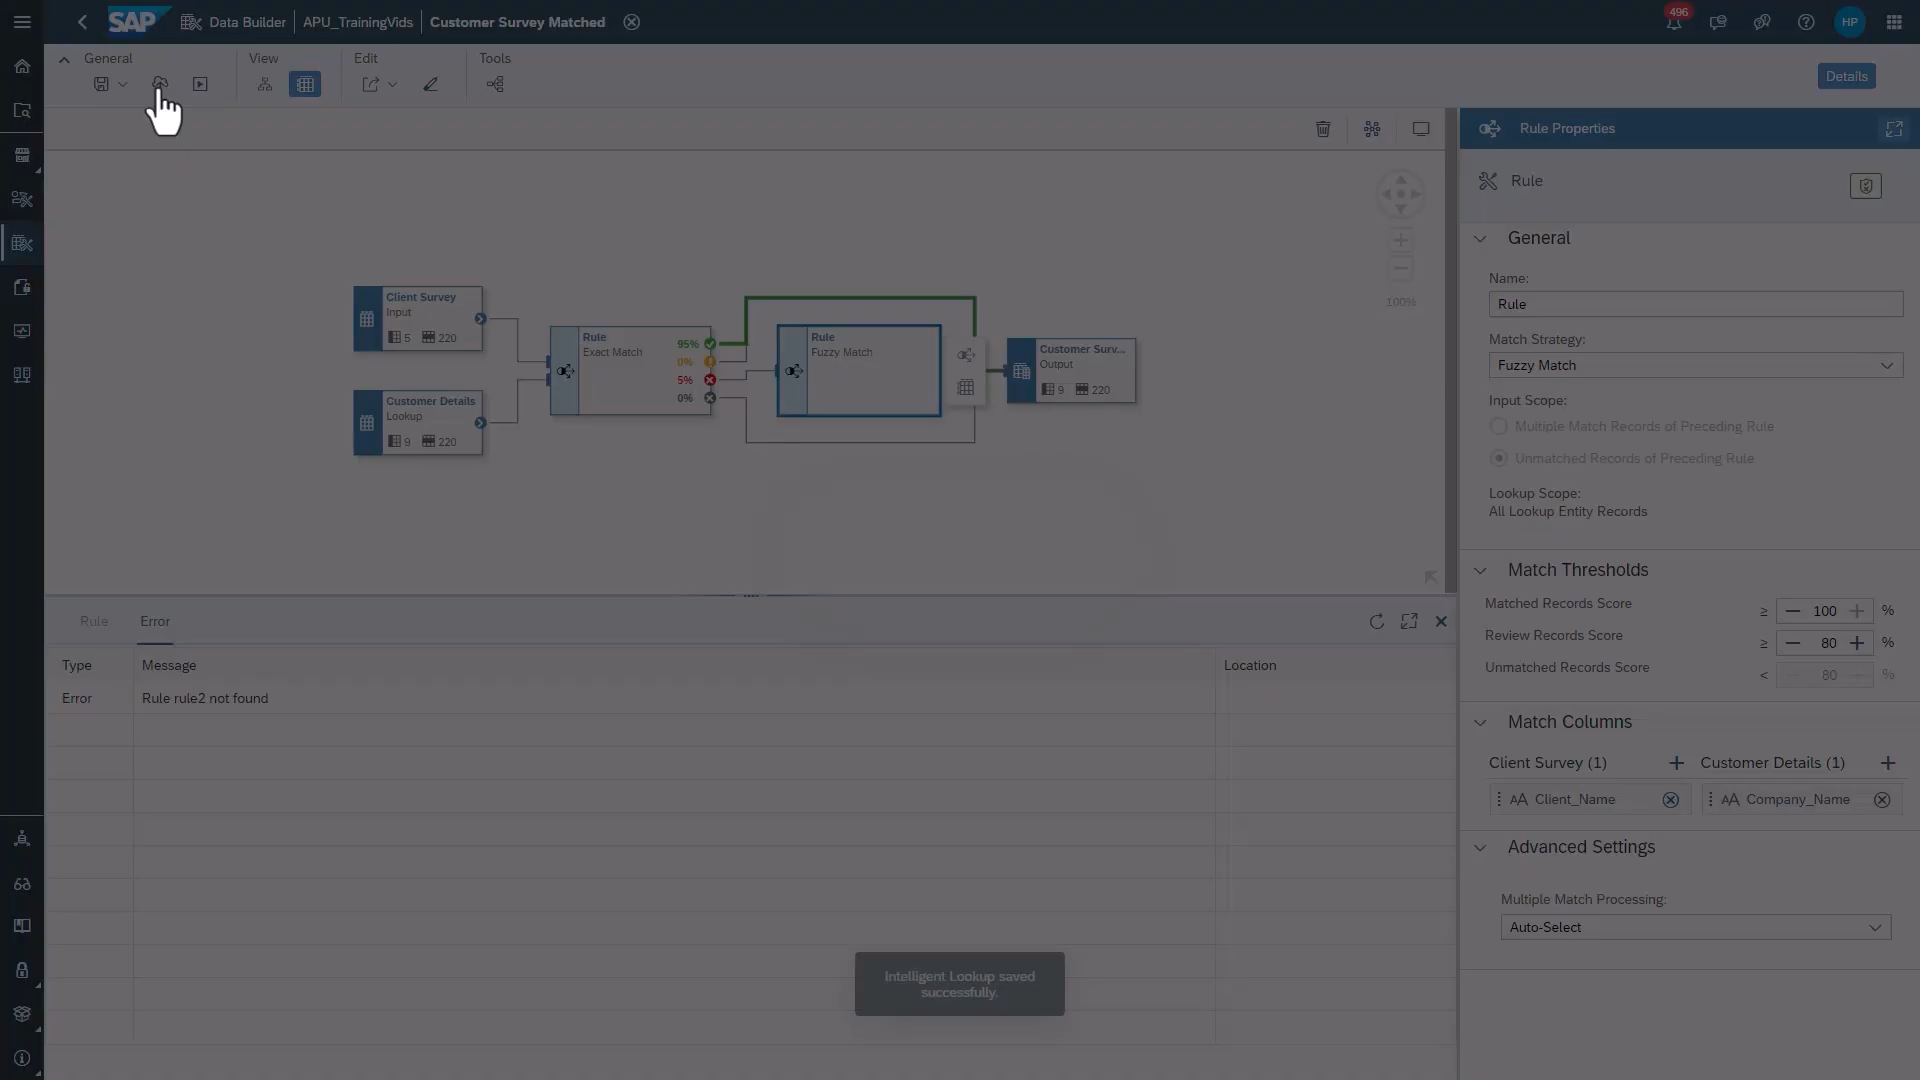 SAP
Data Builder
APU_TrainingVids
Customer Survey Matched
496
HP
General
View
Edit
Tools
Details
Client Survey
Input
5
220
Customer Details
Lookup
9
220
Rule
Exact Match
95%
0%
5%
0%
Rule
Fuzzy Match
Customer Surv...
Output
9
220
100%
Rule Properties
Rule
General
Name:
Rule
Match Strategy:
Fuzzy Match
Input Scope:
Multiple Match Records of Preceding Rule
Unmatched Records of Preceding Rule
Lookup Scope:
All Lookup Entity Records
Match Thresholds
Matched Records Score ≥ 100 %
Review Records Score ≥ 80 %
Unmatched Records Score < 80 %
Match Columns
Client Survey (1)
Customer Details (1)
AA Client_Name
AA Company_Name
Advanced Settings
Multiple Match Processing:
Auto-Select
Rule
Error
Type Message Location
Error Rule rule2 not found
Intelligent Lookup saved
successfully.